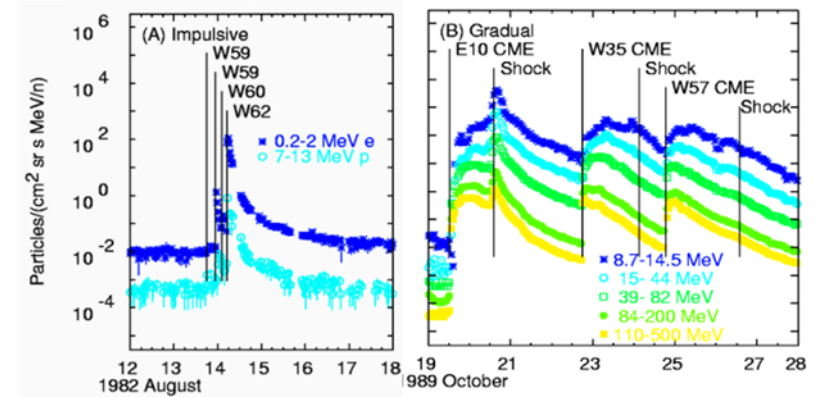 (A) Impulsive
W59
W59
W60
W62
0.2-2 MeV e
7-13 MeV p
Particles/(cm2 sr s MeV/n)
10 6
10 4
10 2
10 0
10 -2
10 -4
12 13 14 15 16 17 18
1982 August
(B) Gradual
E10 CME
Shock
W35 CME
Shock
W57 CME
Shock
8.7-14.5 MeV
15- 44 MeV
39- 82 MeV
84-200 MeV
110-500 MeV
19 21 23 25 27 28
1989 October